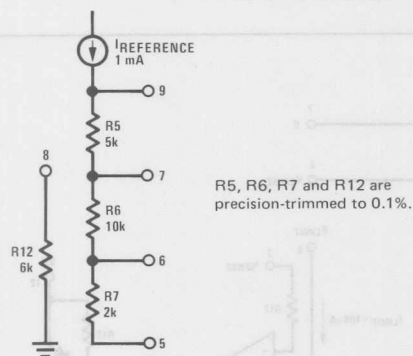 IREFERENCE
1 mA
9
R5
5k
8
7
R5, R6, R7 and R12 are
precision-trimmed to 0.1%.
R6
10k
R12
6k
6
R7
2k
5